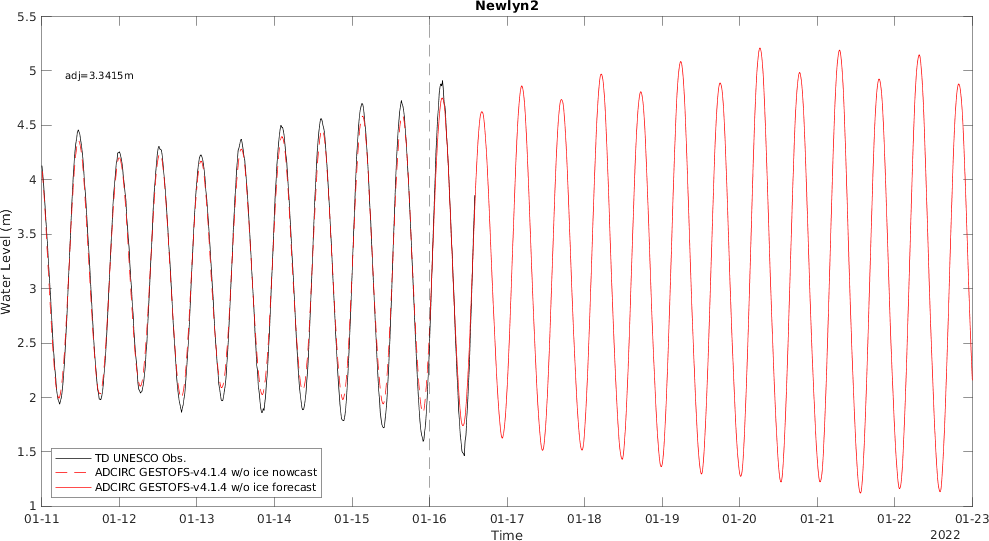 Newlyn2
5.5
5
4.5
4
3.5
3
2.5
2
1.5
1
Water Level (m)
adj=3.3415m
TD UNESCO Obs.
ADCIRC GESTOFS-v4.1.4 w/o ice nowcast
ADCIRC GESTOFS-v4.1.4 w/o ice forecast
01-11 01-12 01-13 01-14 01-15 01-16 01-17 01-18 01-19 01-20 01-21 01-22 01-23
Time
2022